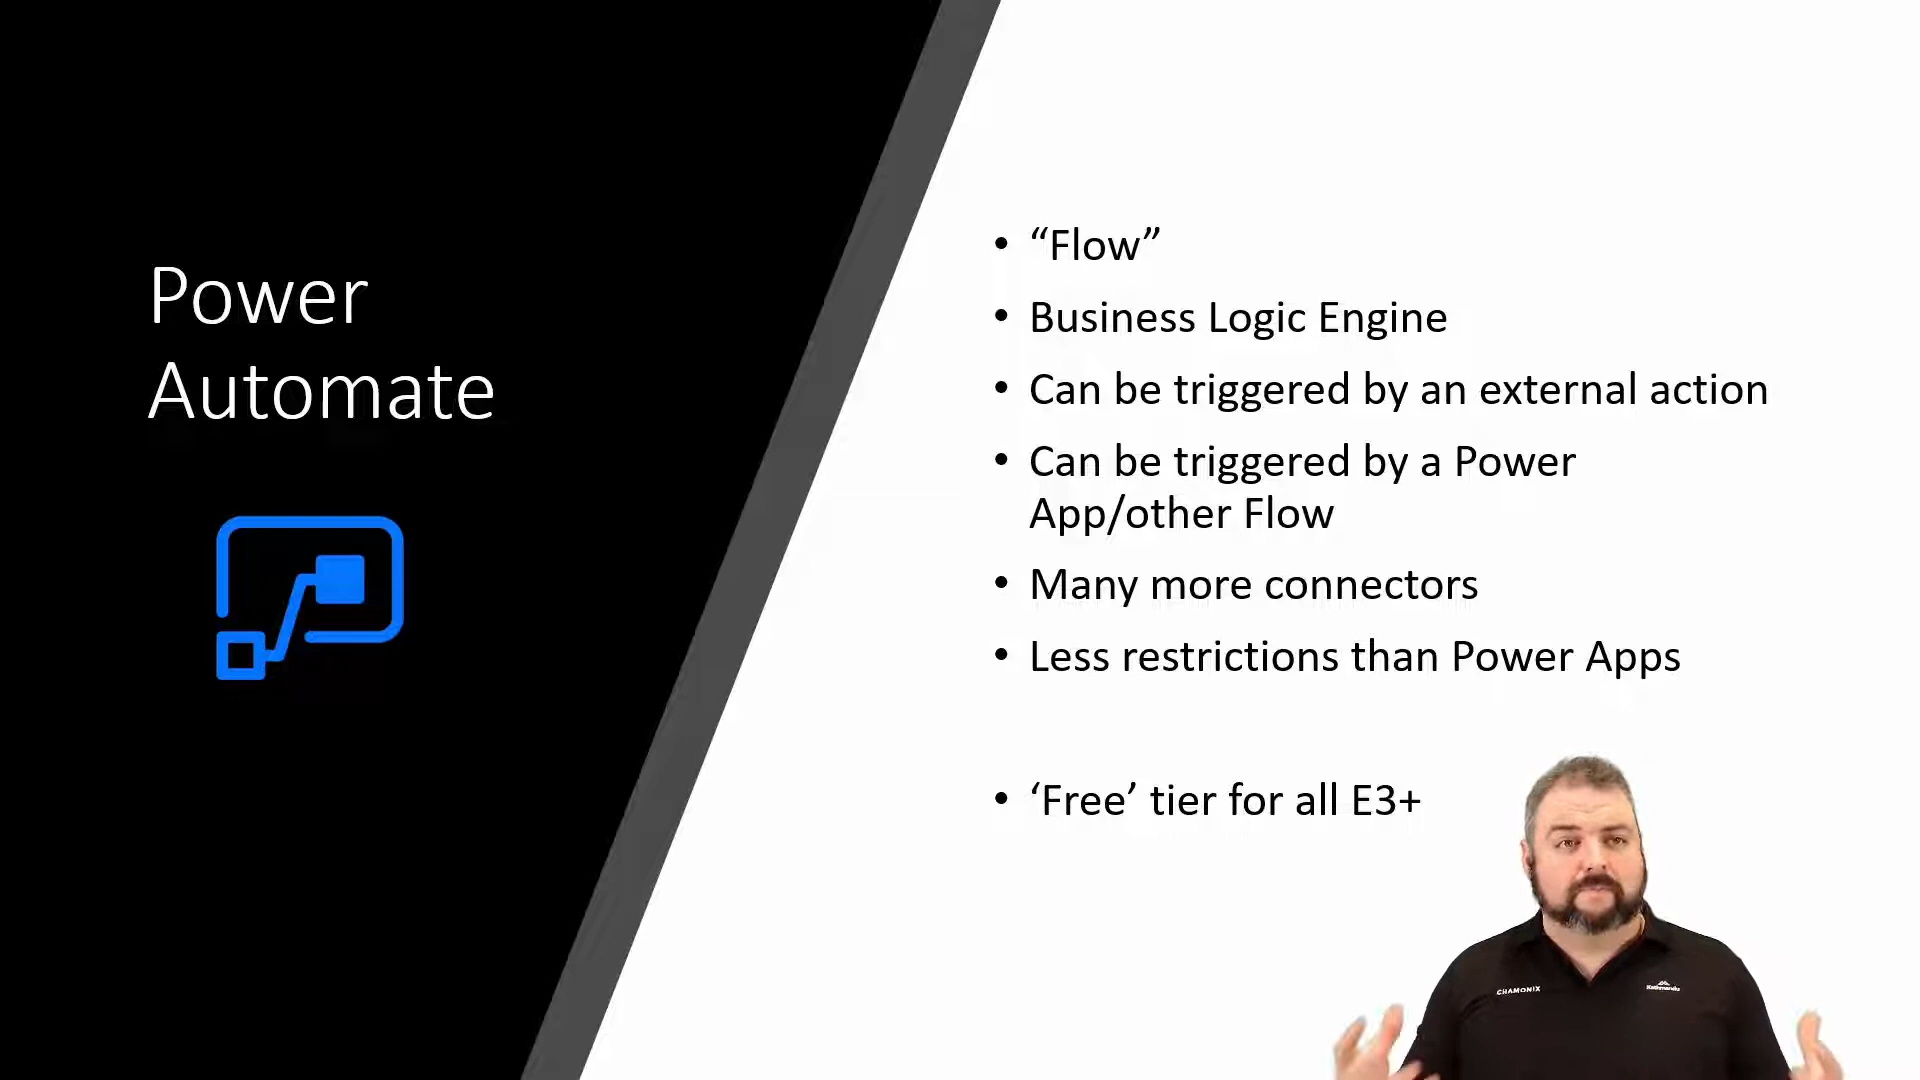 Power
Automate
• “Flow”
• Business Logic Engine
• Can be triggered by an external action
• Can be triggered by a Power
App/other Flow
• Many more connectors
• Less restrictions than Power Apps
• ‘Free’ tier for all E3+
CHAMONIX
Kathmandu